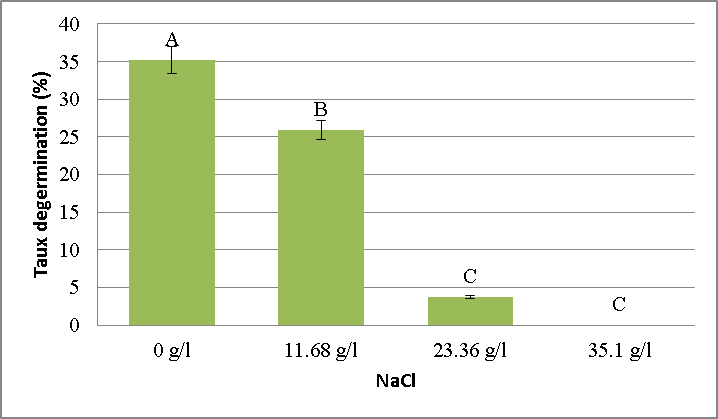 Taux degermination (%)
40
35
30
25
20
15
10
5
0
A
B
C
C
0 g/l
11.68 g/l
23.36 g/l
35.1 g/l
NaCl